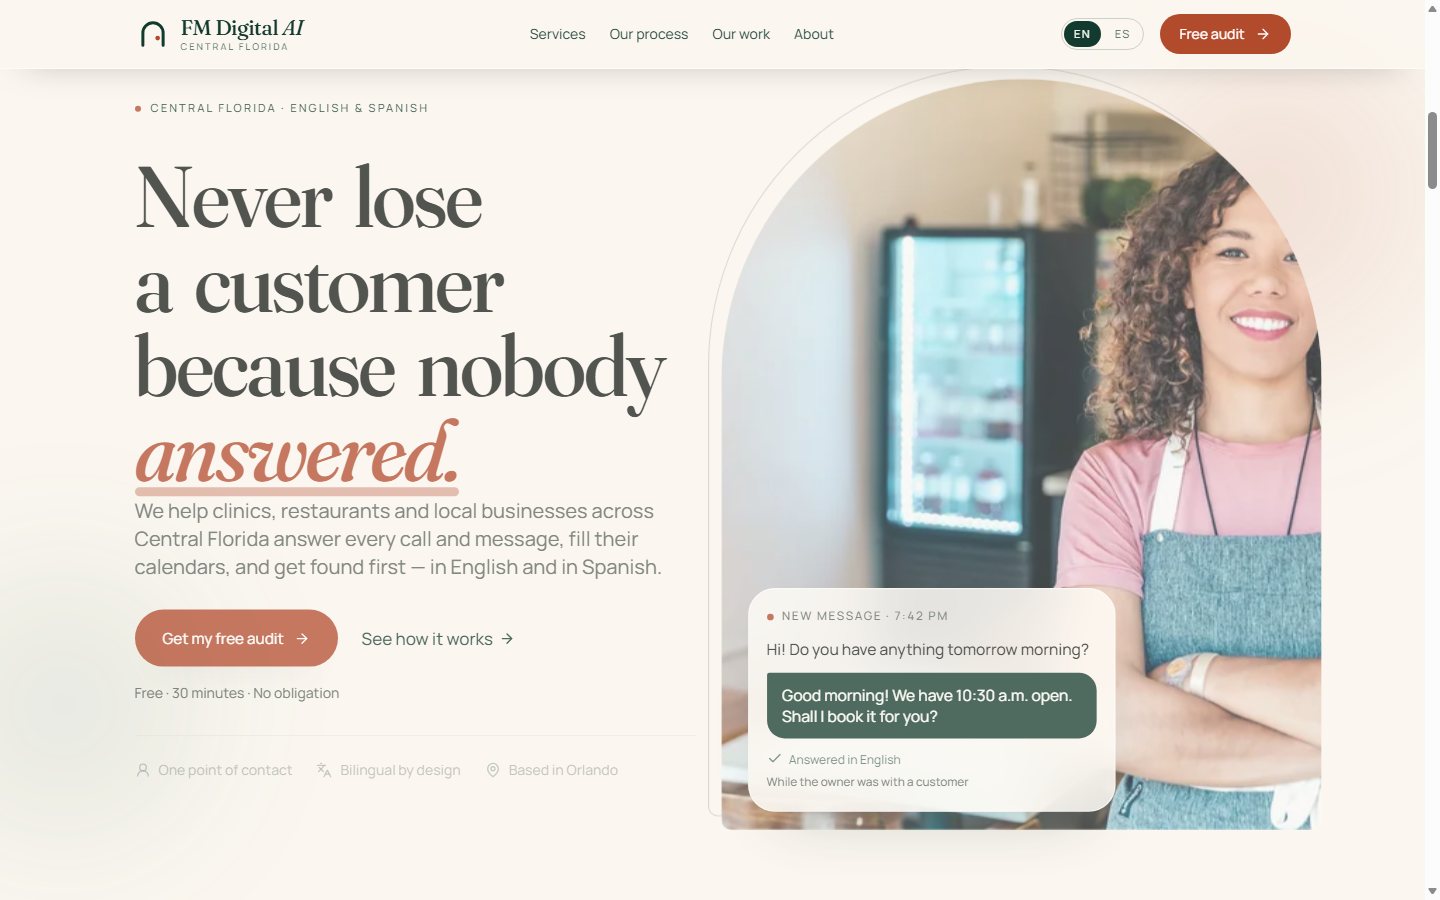 FM Digital AI
CENTRAL FLORIDA
Services
Our process
Our work
About
EN
ES
Free audit
CENTRAL FLORIDA · ENGLISH & SPANISH
Never lose
a customer
because nobody
answered.
We help clinics, restaurants and local businesses across
Central Florida answer every call and message, fill their
calendars, and get found first — in English and in Spanish.
Get my free audit
See how it works
Free · 30 minutes · No obligation
One point of contact
Bilingual by design
Based in Orlando
NEW MESSAGE · 7:42 PM
Hi! Do you have anything tomorrow morning?
Good morning! We have 10:30 a.m. open.
Shall I book it for you?
Answered in English
While the owner was with a customer